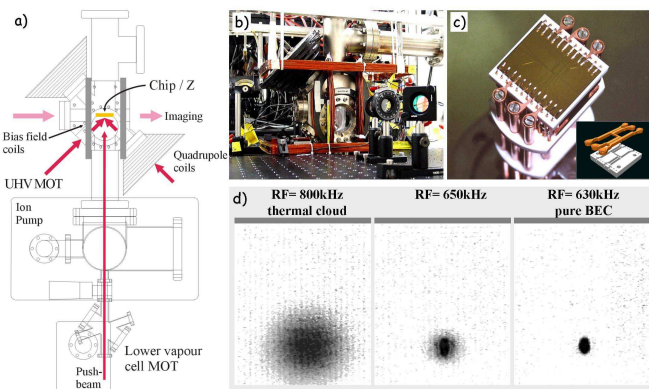 a)
Chip / Z
Imaging
Bias field
coils
Quadrupole
coils
UHV MOT
Ion
Pump
Lower vapour
cell MOT
Push-
beam
b)
c)
d)
RF= 800kHz
thermal cloud
RF= 650kHz
RF= 630kHz
pure BEC